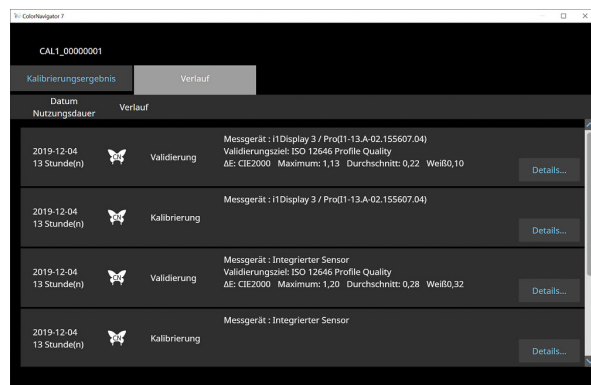 ColorNavigator 7
CAL1_00000001
Kalibrierungsergebnis
Verlauf
Datum
Nutzungsdauer
Verlauf
2019-12-04
13 Stunde(n)
CN
Validierung
Messgerät : i1Display 3 / Pro(I1-13.A-02.155607.04)
Validierungsziel: ISO 12646 Profile Quality
ΔE: CIE2000 Maximum: 1,13 Durchschnitt: 0,22 Weiß0,10
Details...
2019-12-04
13 Stunde(n)
CN
Kalibrierung
Messgerät : i1Display 3 / Pro(I1-13.A-02.155607.04)
Details...
2019-12-04
13 Stunde(n)
CN
Validierung
Messgerät : Integrierter Sensor
Validierungsziel: ISO 12646 Profile Quality
ΔE: CIE2000 Maximum: 1,20 Durchschnitt: 0,28 Weiß0,32
Details...
2019-12-04
13 Stunde(n)
CN
Kalibrierung
Messgerät : Integrierter Sensor
Details...